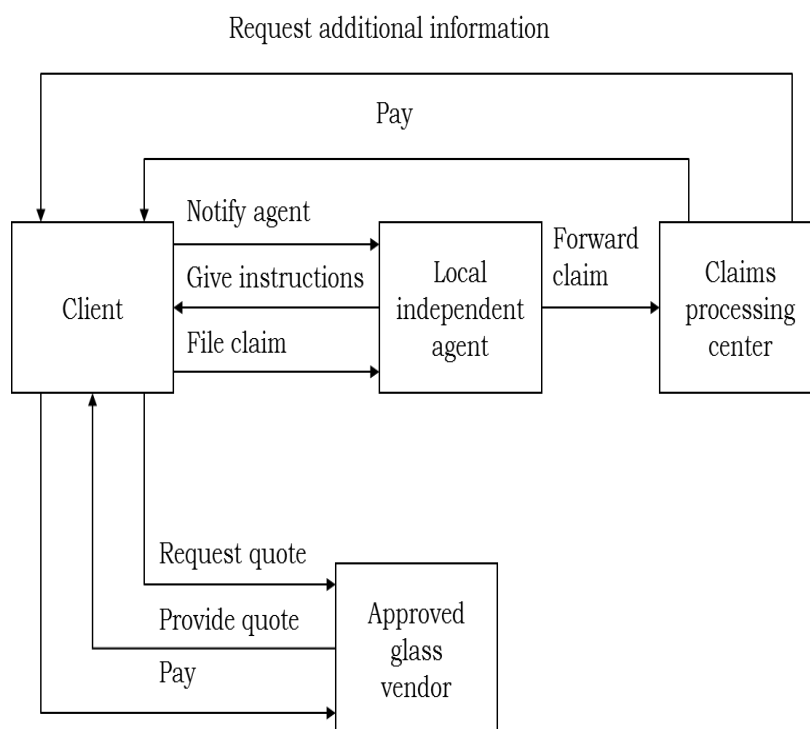 Request additional information
Pay
Notify agent
Give instructions
File claim
Client
Local
independent
agent
Forward
claim
Claims
processing
center
Request quote
Provide quote
Pay
Approved
glass
vendor